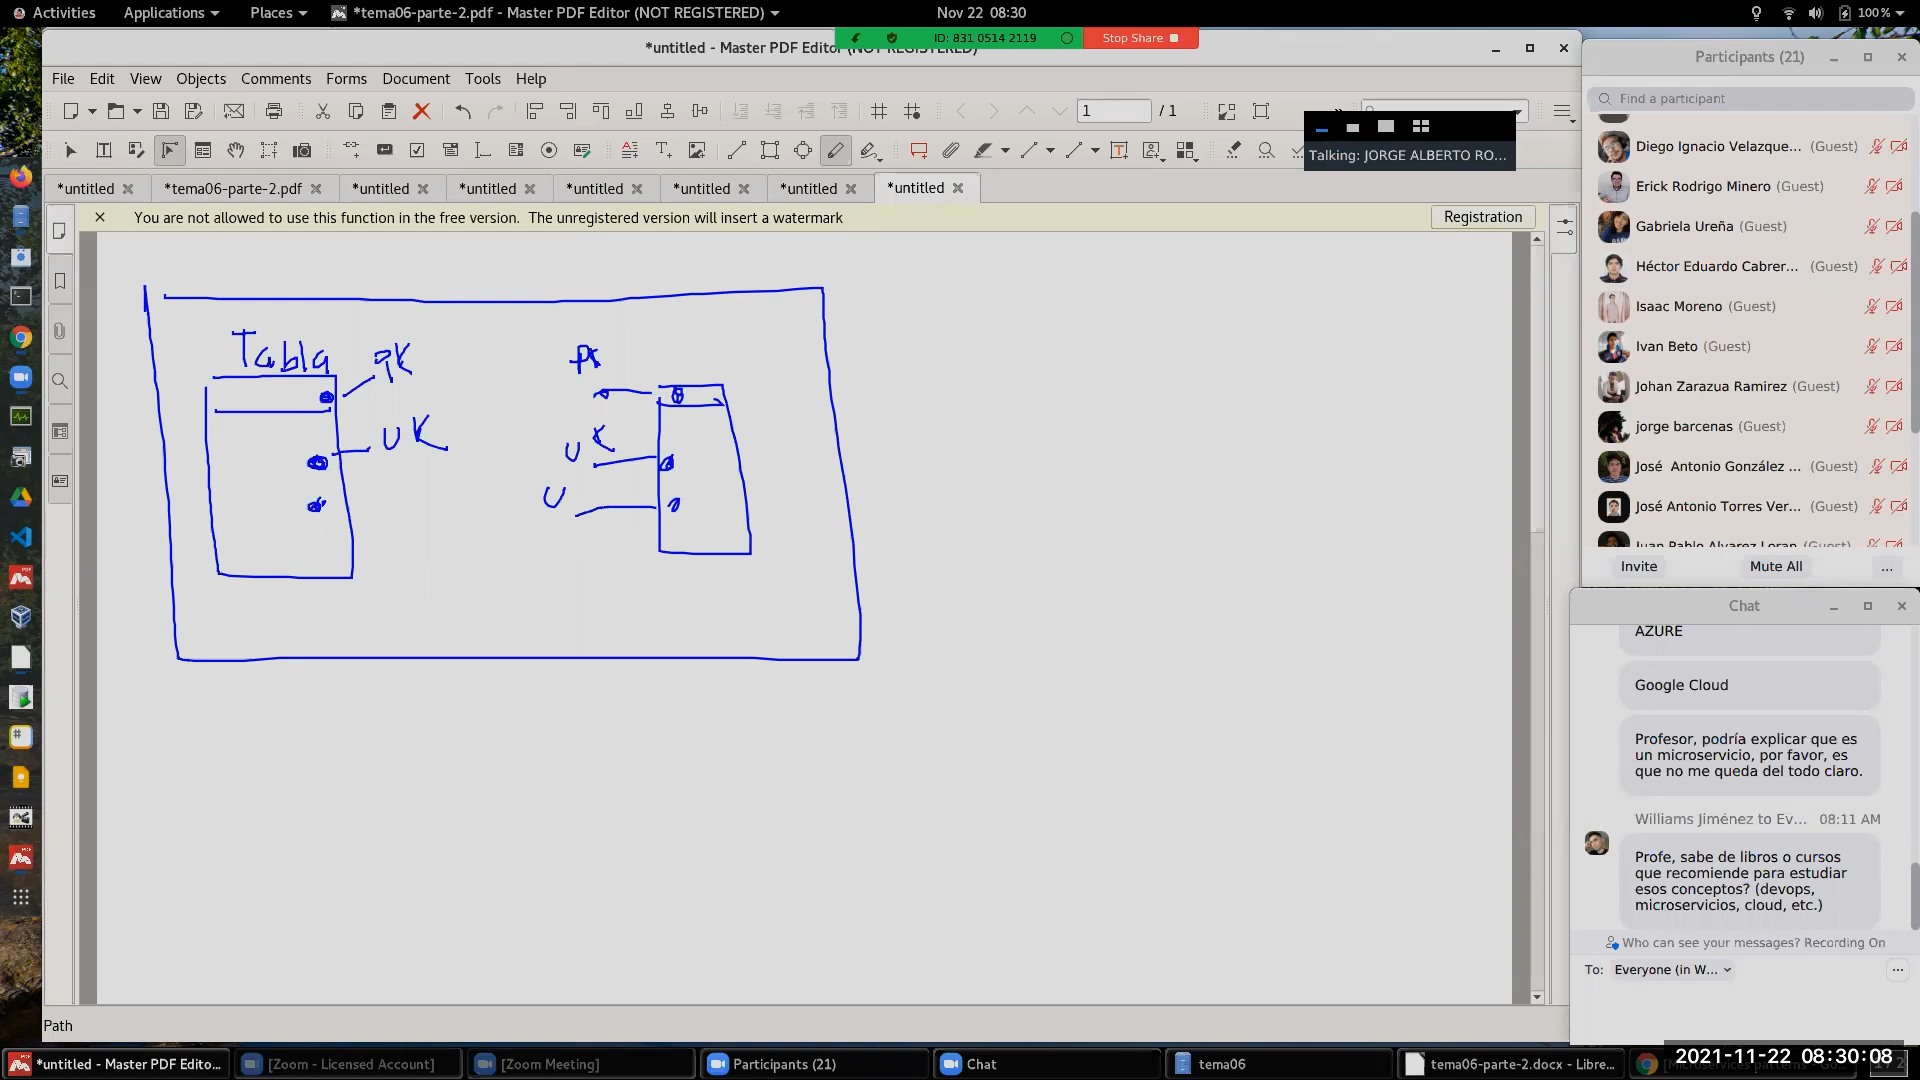 Activities Applications Places *tema06-parte-2.pdf - Master PDF Editor (NOT REGISTERED) Nov 22 08:30 100%
*untitled - Master PDF Editor (NOT REGISTERED)
ID: 831 0514 2119 Stop Share
File Edit View Objects Comments Forms Document Tools Help
1 / 1
Talking: JORGE ALBERTO RO...
*untitled *tema06-parte-2.pdf *untitled *untitled *untitled *untitled *untitled *untitled
You are not allowed to use this function in the free version. The unregistered version will insert a watermark Registration
Tabla
PK
UK
PK
UK
U
Path
Participants (21)
Find a participant
Diego Ignacio Velazque... (Guest)
Erick Rodrigo Minero (Guest)
Gabriela Ureña (Guest)
Héctor Eduardo Cabrer... (Guest)
Isaac Moreno (Guest)
Ivan Beto (Guest)
Johan Zarazua Ramirez (Guest)
jorge barcenas (Guest)
José Antonio González ... (Guest)
José Antonio Torres Ver... (Guest)
Juan Pablo Alvarez Loran (Guest)
Invite Mute All ...
Chat
AZURE
Google Cloud
Profesor, podría explicar que es
un microservicio, por favor, es
que no me queda del todo claro.
Williams Jiménez to Ev... 08:11 AM
Profe, sabe de libros o cursos
que recomiende para estudiar
esos conceptos? (devops,
microservicios, cloud, etc.)
Who can see your messages? Recording On
To: Everyone (in W...
*untitled - Master PDF Edito... [Zoom - Licensed Account] [Zoom Meeting] Participants (21) Chat tema06 tema06-parte-2.docx - Libre...
2021-11-22 08:30:08